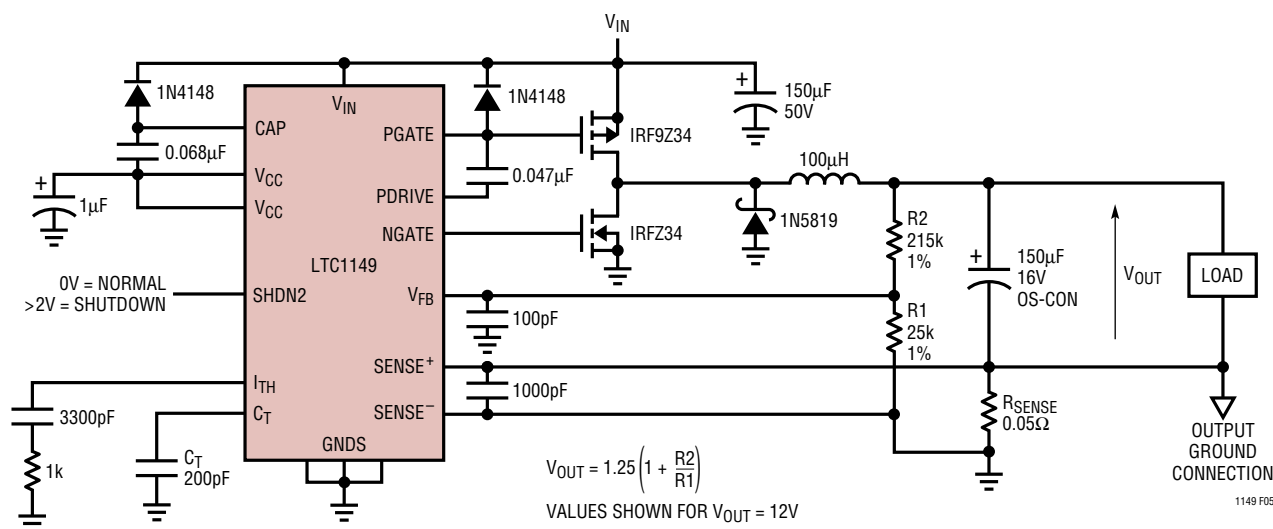 V_IN
1N4148
V_IN
1N4148
+
150µF
50V
CAP
PGATE
IRF9Z34
0.068µF
100µH
V_CC
0.047µF
+
1µF
V_CC
PDRIVE
1N5819
R2
215k
1%
NGATE
IRFZ34
+
150µF
16V
OS-CON
V_OUT
LOAD
LTC1149
0V = NORMAL
>2V = SHUTDOWN
SHDN2
V_FB
100pF
R1
25k
1%
SENSE⁺
I_TH
1000pF
3300pF
C_T
SENSE⁻
R_SENSE
0.05Ω
OUTPUT
GROUND
CONNECTION
GNDS
1k
C_T
200pF
V_OUT = 1.25 (1 + R2/R1)
VALUES SHOWN FOR V_OUT = 12V
1149 F05